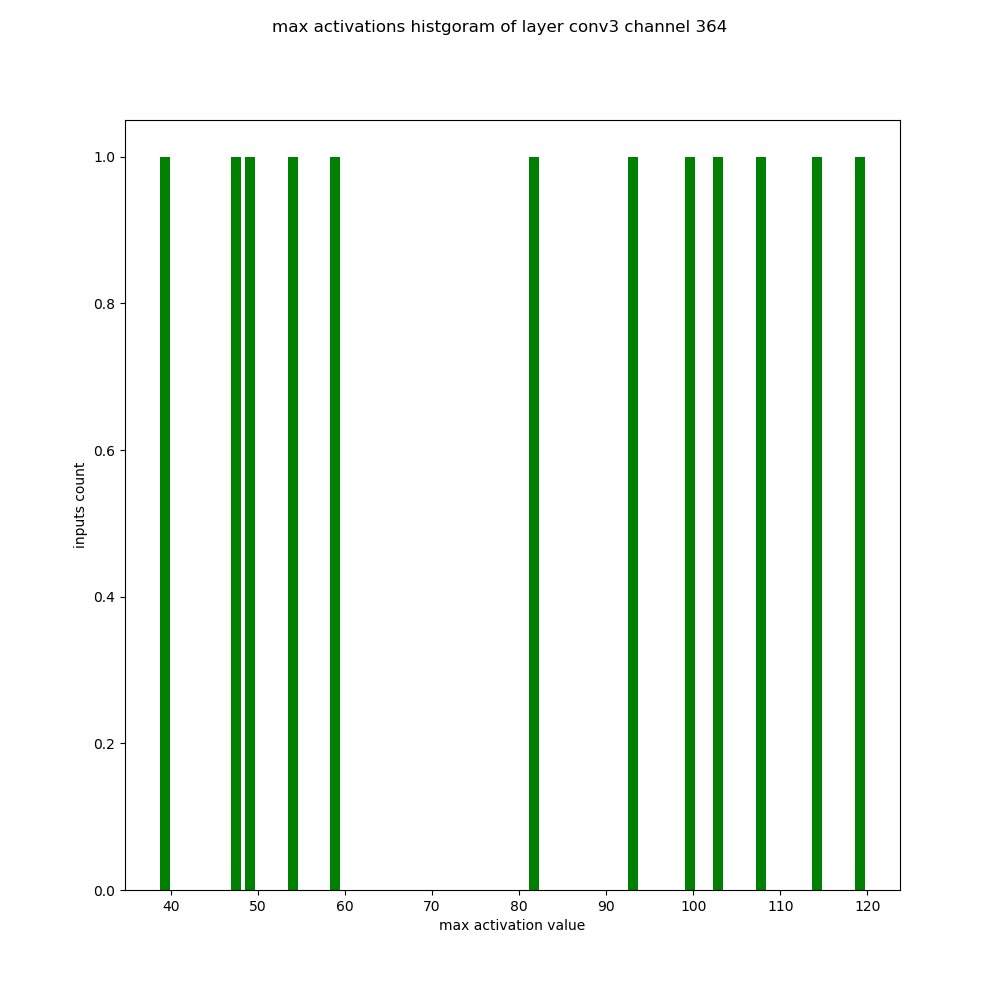 max activations histgoram of layer conv3 channel 364
1.0
0.8
0.6
0.4
0.2
0.0
inputs count
40 50 60 70 80 90 100 110 120
max activation value